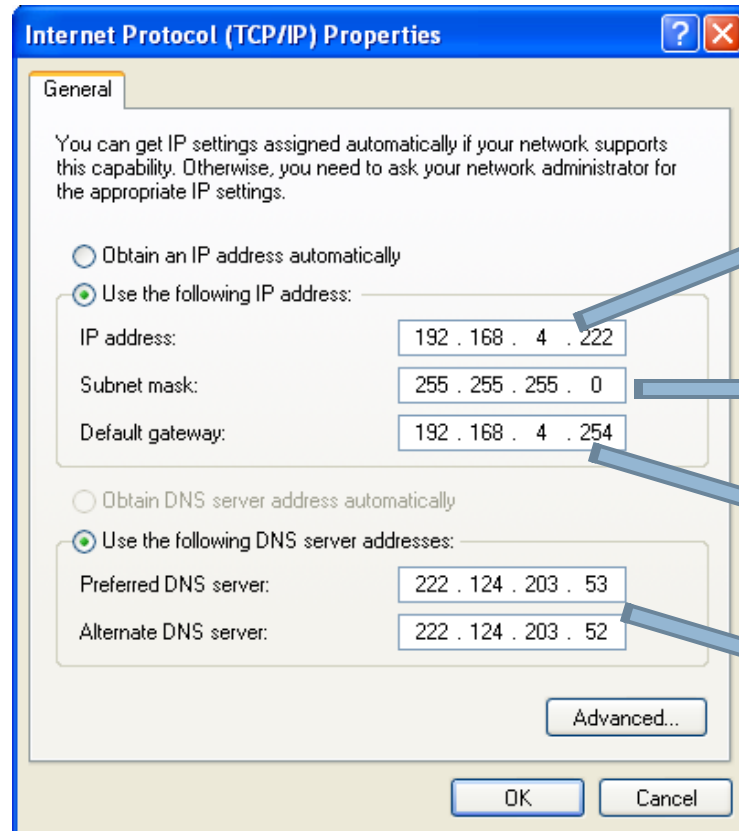 Internet Protocol (TCP/IP) Properties
General
You can get IP settings assigned automatically if your network supports
this capability. Otherwise, you need to ask your network administrator for
the appropriate IP settings.
Obtain an IP address automatically
Use the following IP address:
IP address: 192 . 168 . 4 . 222
Subnet mask: 255 . 255 . 255 . 0
Default gateway: 192 . 168 . 4 . 254
Obtain DNS server address automatically
Use the following DNS server addresses:
Preferred DNS server: 222 . 124 . 203 . 53
Alternate DNS server: 222 . 124 . 203 . 52
Advanced...
OK Cancel